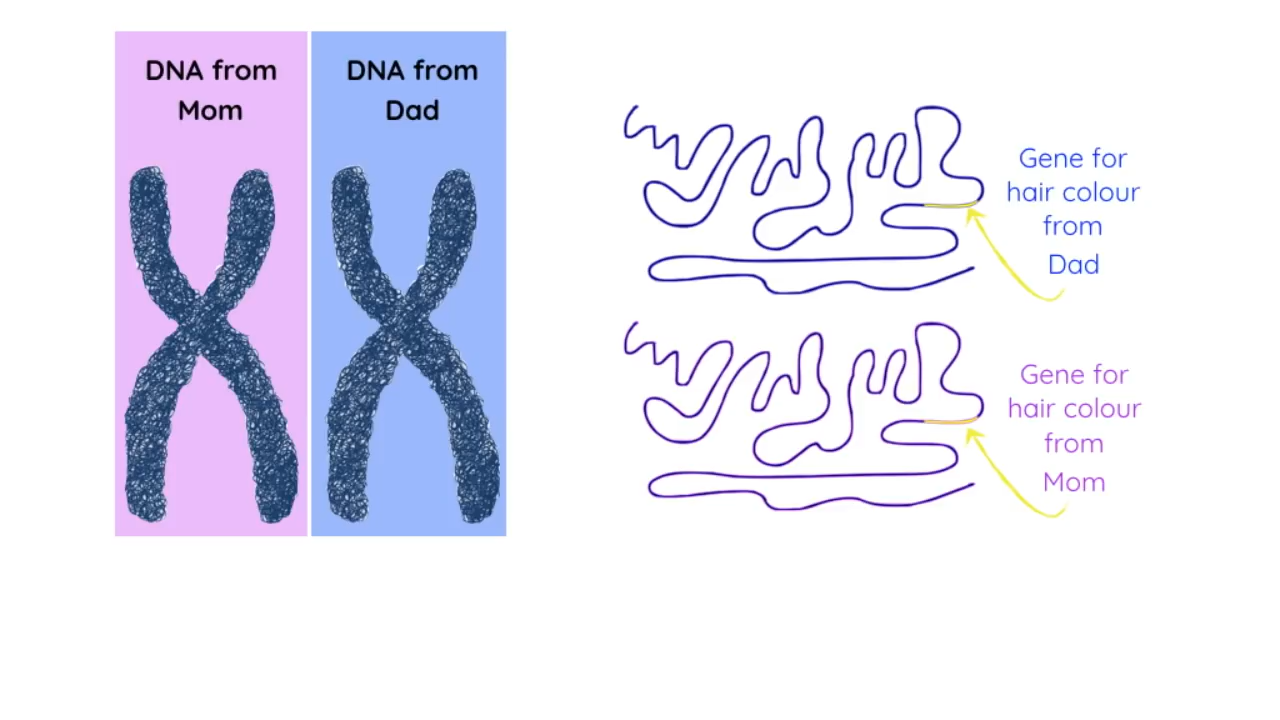 DNA from
Mom
DNA from
Dad
Gene for
hair colour
from
Dad
Gene for
hair colour
from
Mom